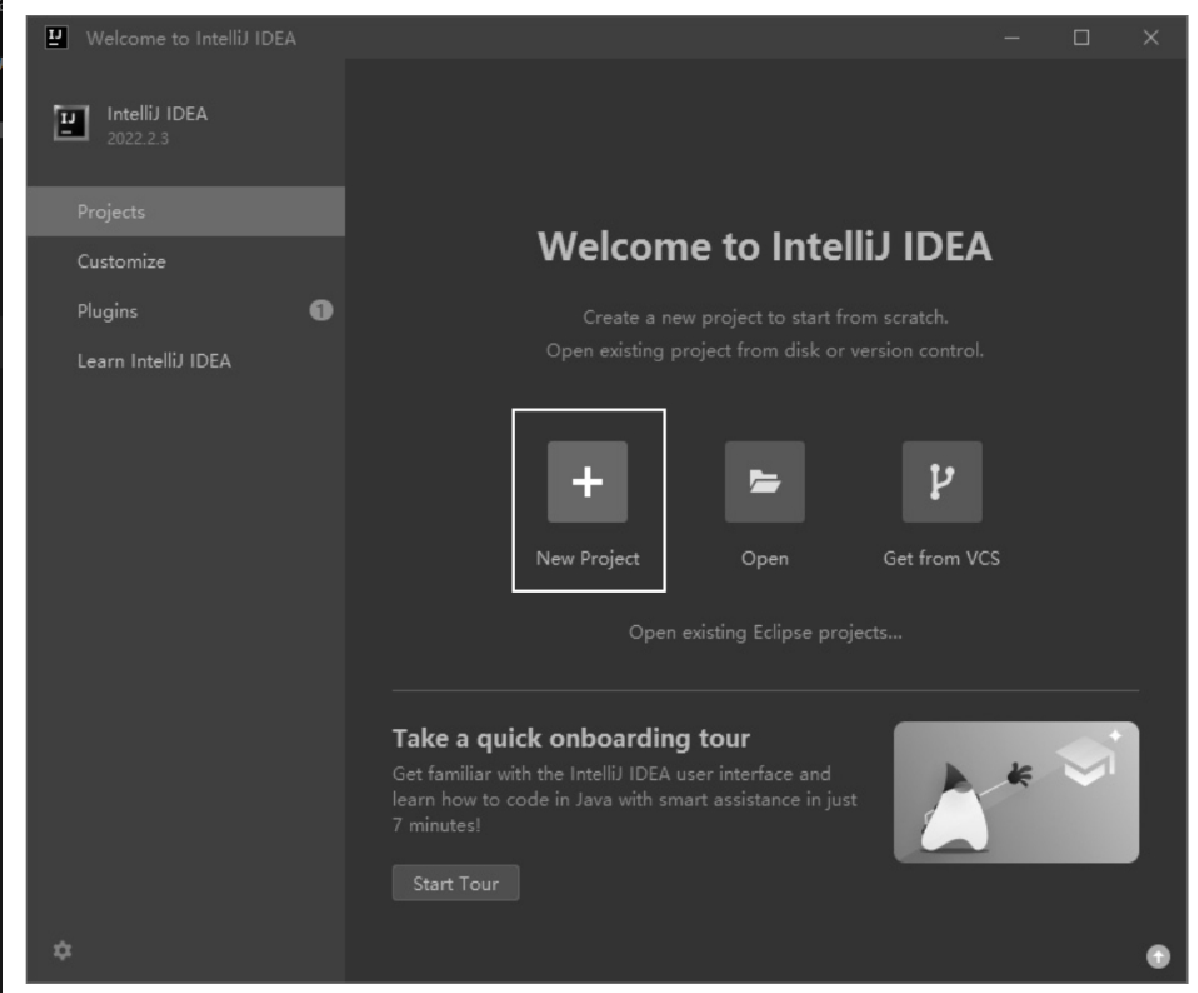 Welcome to IntelliJ IDEA
IntelliJ IDEA
2022.2.3
Projects
Customize
Plugins 1
Learn IntelliJ IDEA
Welcome to IntelliJ IDEA
Create a new project to start from scratch.
Open existing project from disk or version control.
New Project Open Get from VCS
Open existing Eclipse projects...
Take a quick onboarding tour
Get familiar with the IntelliJ IDEA user interface and
learn how to code in Java with smart assistance in just
7 minutes!
Start Tour